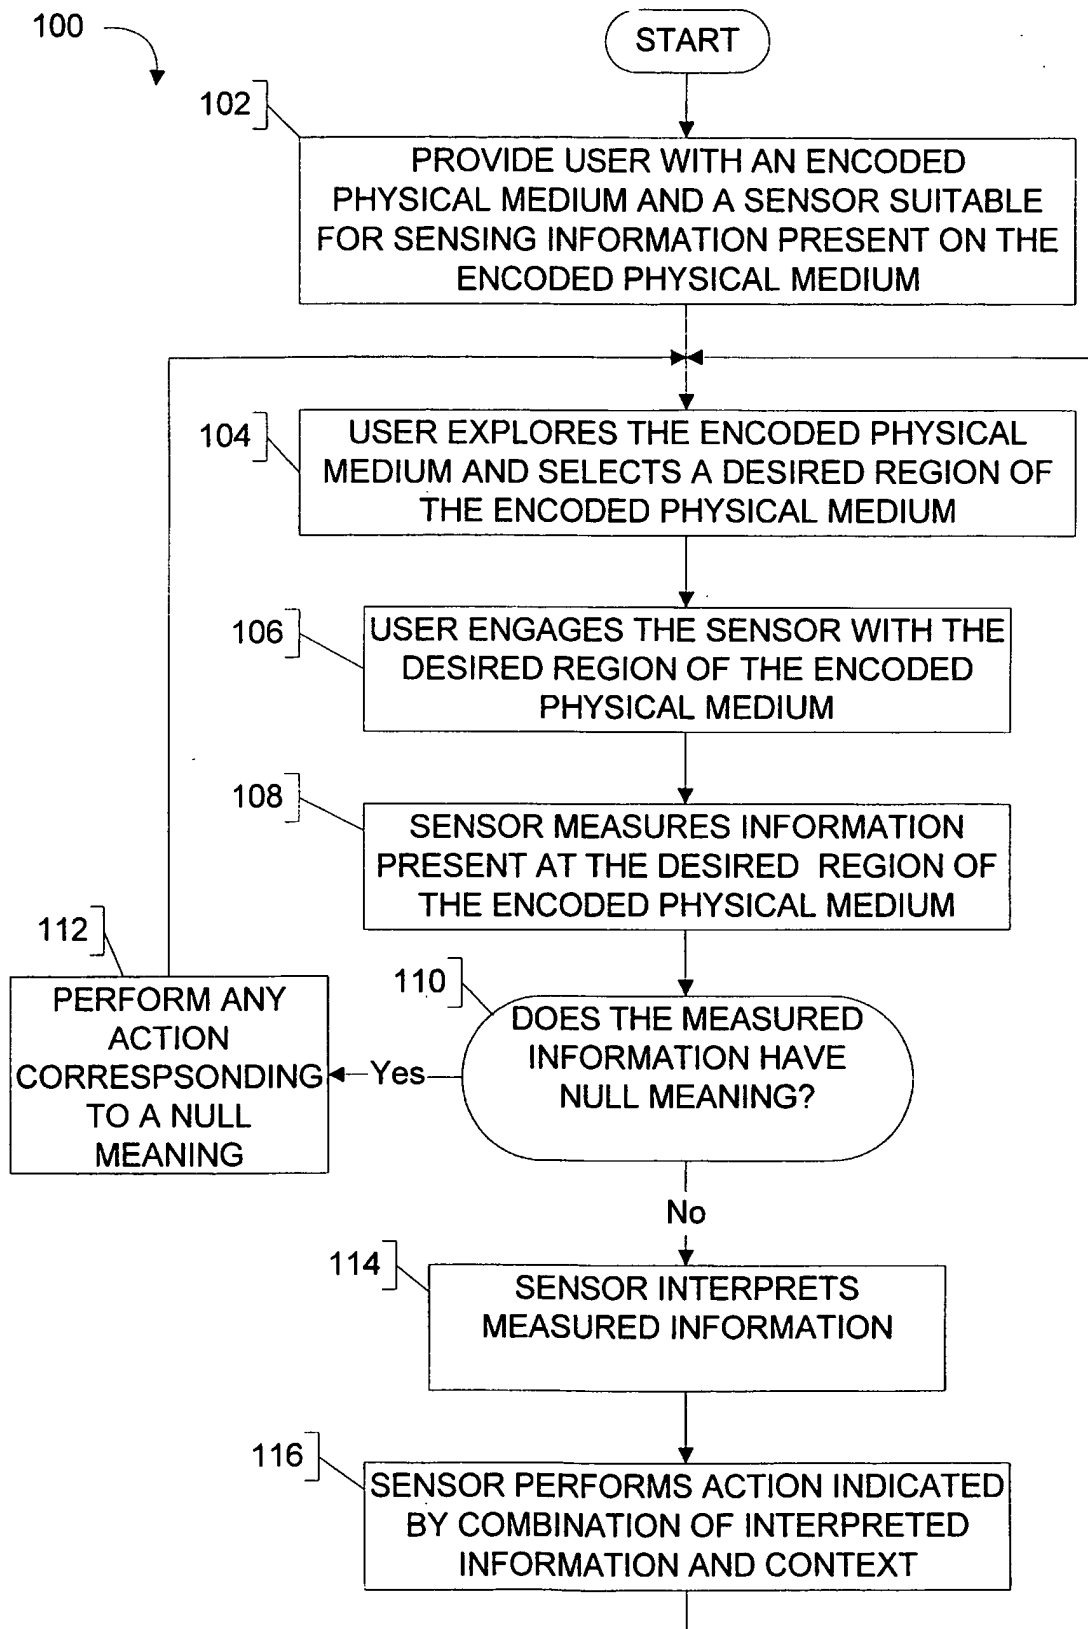 100
START
102
PROVIDE USER WITH AN ENCODED
PHYSICAL MEDIUM AND A SENSOR SUITABLE
FOR SENSING INFORMATION PRESENT ON THE
ENCODED PHYSICAL MEDIUM
104
USER EXPLORES THE ENCODED PHYSICAL
MEDIUM AND SELECTS A DESIRED REGION OF
THE ENCODED PHYSICAL MEDIUM
106
USER ENGAGES THE SENSOR WITH THE
DESIRED REGION OF THE ENCODED
PHYSICAL MEDIUM
108
SENSOR MEASURES INFORMATION
PRESENT AT THE DESIRED REGION OF
THE ENCODED PHYSICAL MEDIUM
110
DOES THE MEASURED
INFORMATION HAVE
NULL MEANING?
Yes
112
PERFORM ANY
ACTION
CORRESPSONDING
TO A NULL
MEANING
No
114
SENSOR INTERPRETS
MEASURED INFORMATION
116
SENSOR PERFORMS ACTION INDICATED
BY COMBINATION OF INTERPRETED
INFORMATION AND CONTEXT